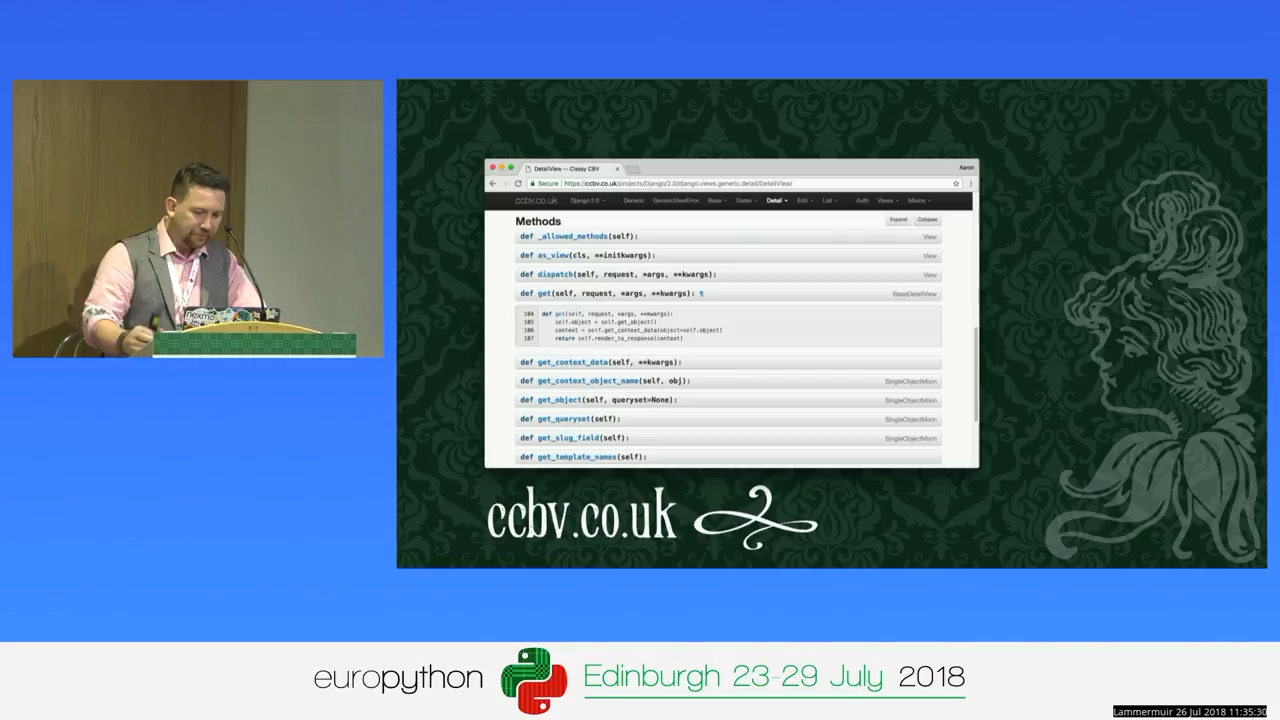 nexmo
DetailView -- Classy CBV
Aaron
Secure https://ccbv.co.uk/projects/Django/2.0/django.views.generic.detail/DetailView/
ccbv.co.uk Django 2.0 Generic GenericViewError Base Dates Detail Edit List Auth Views Mixins
Methods Expand Collapse
def _allowed_methods(self): View
def as_view(cls, **initkwargs): View
def dispatch(self, request, *args, **kwargs): View
def get(self, request, *args, **kwargs): ¶ BaseDetailView
104 def get(self, request, *args, **kwargs):
105 self.object = self.get_object()
106 context = self.get_context_data(object=self.object)
107 return self.render_to_response(context)
def get_context_data(self, **kwargs):
def get_context_object_name(self, obj): SingleObjectMixin
def get_object(self, queryset=None): SingleObjectMixin
def get_queryset(self): SingleObjectMixin
def get_slug_field(self): SingleObjectMixin
def get_template_names(self):
ccbv.co.uk
europython Edinburgh 23-29 July 2018
Lammermuir 26 Jul 2018 11:35:30